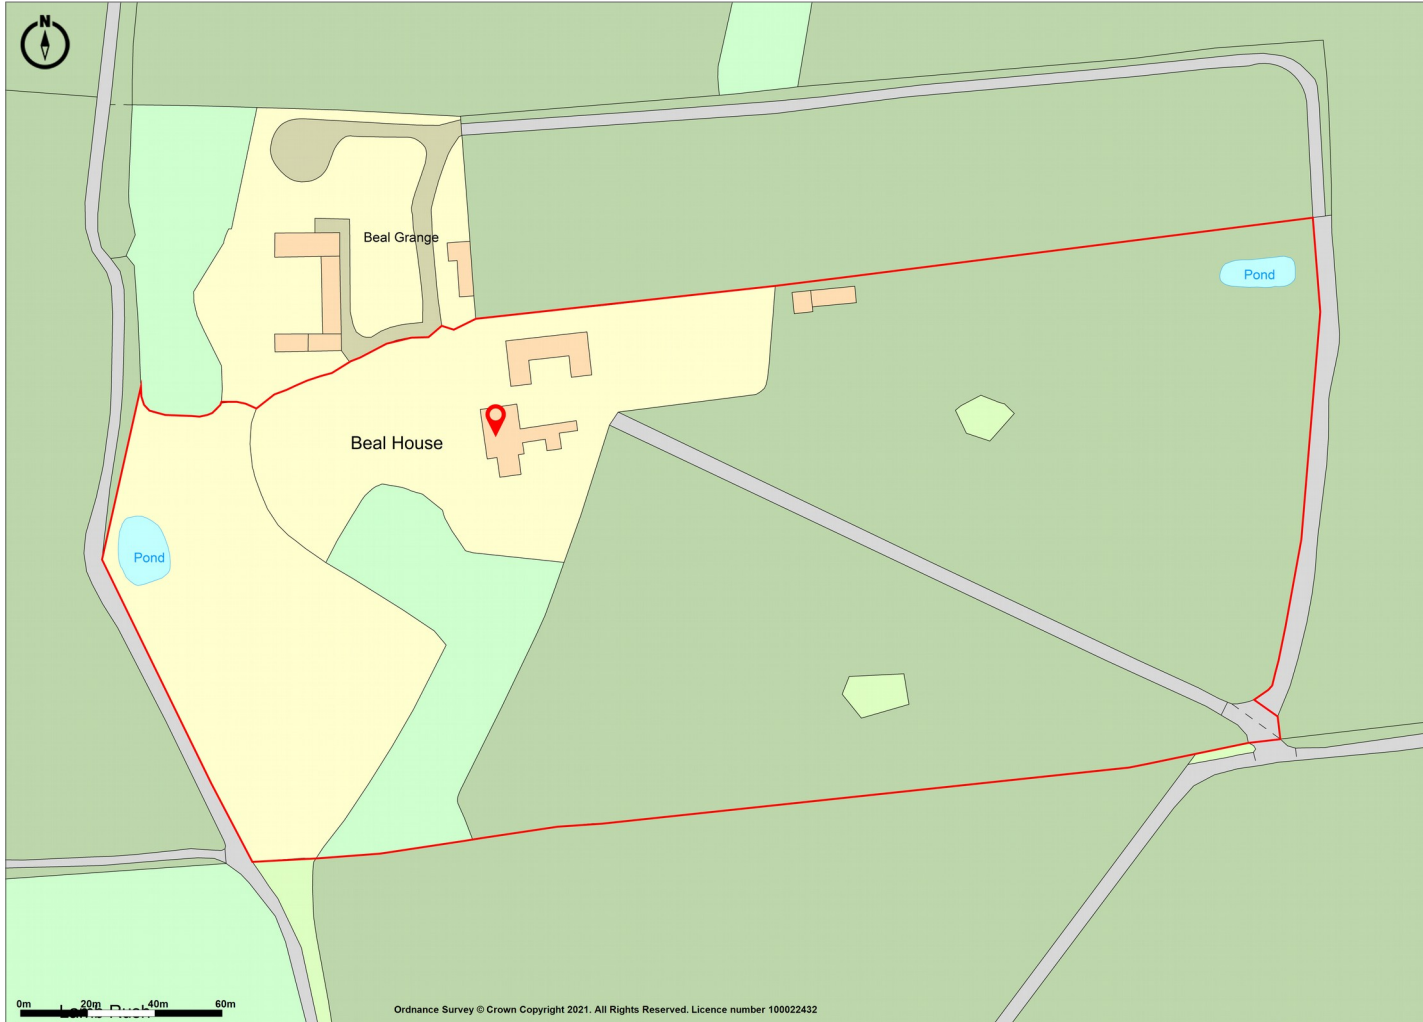 N
Beal Grange
Pond
Beal House
Pond
0m 20m 40m 60m
Ordnance Survey © Crown Copyright 2021. All Rights Reserved. Licence number 100022432